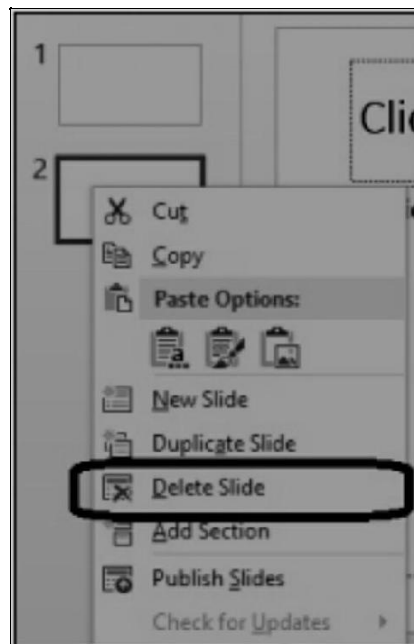 1
Clic
2
Cut
Copy
Paste Options:
New Slide
Duplicate Slide
Delete Slide
Add Section
Publish Slides
Check for Updates